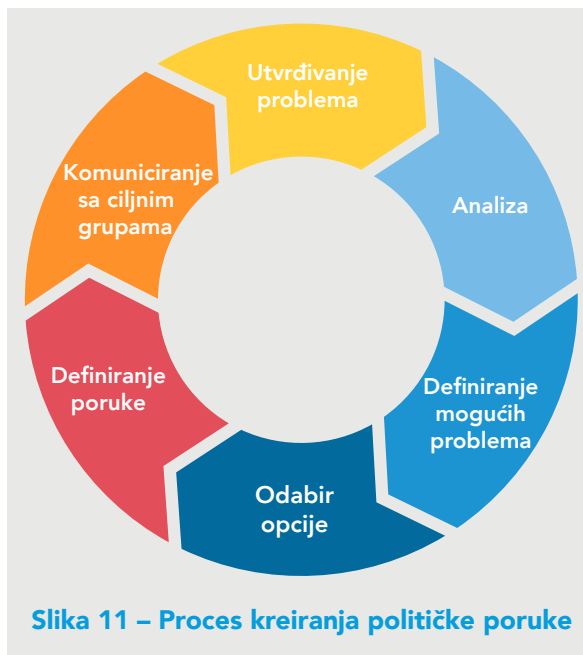 Utvrđivanje
problema
Analiza
Definiranje
mogućih
problema
Odabir
opcije
Definiranje
poruke
Komuniciranje
sa ciljnim
grupama
Slika 11 – Proces kreiranja političke poruke